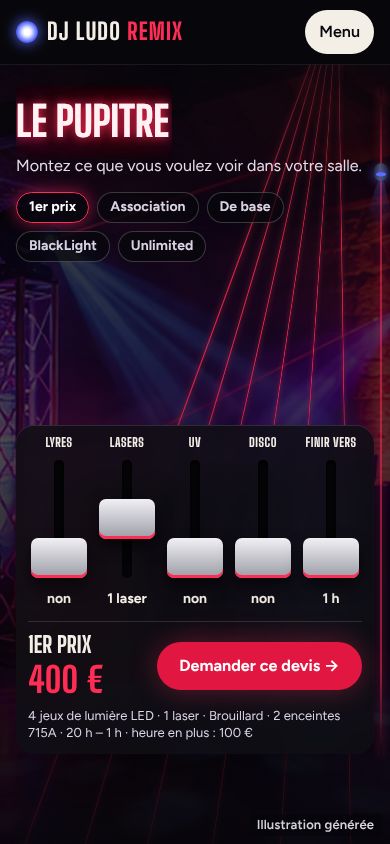 DJ LUDO REMIX
Menu
LE PUPITRE
Montez ce que vous voulez voir dans votre salle.
1er prix
Association
De base
BlackLight
Unlimited
LYRES
LASERS
UV
DISCO
FINIR VERS
non
1 laser
non
non
1 h
1ER PRIX
400 €
Demander ce devis →
4 jeux de lumière LED · 1 laser · Brouillard · 2 enceintes
715A · 20 h – 1 h · heure en plus : 100 €
Illustration générée